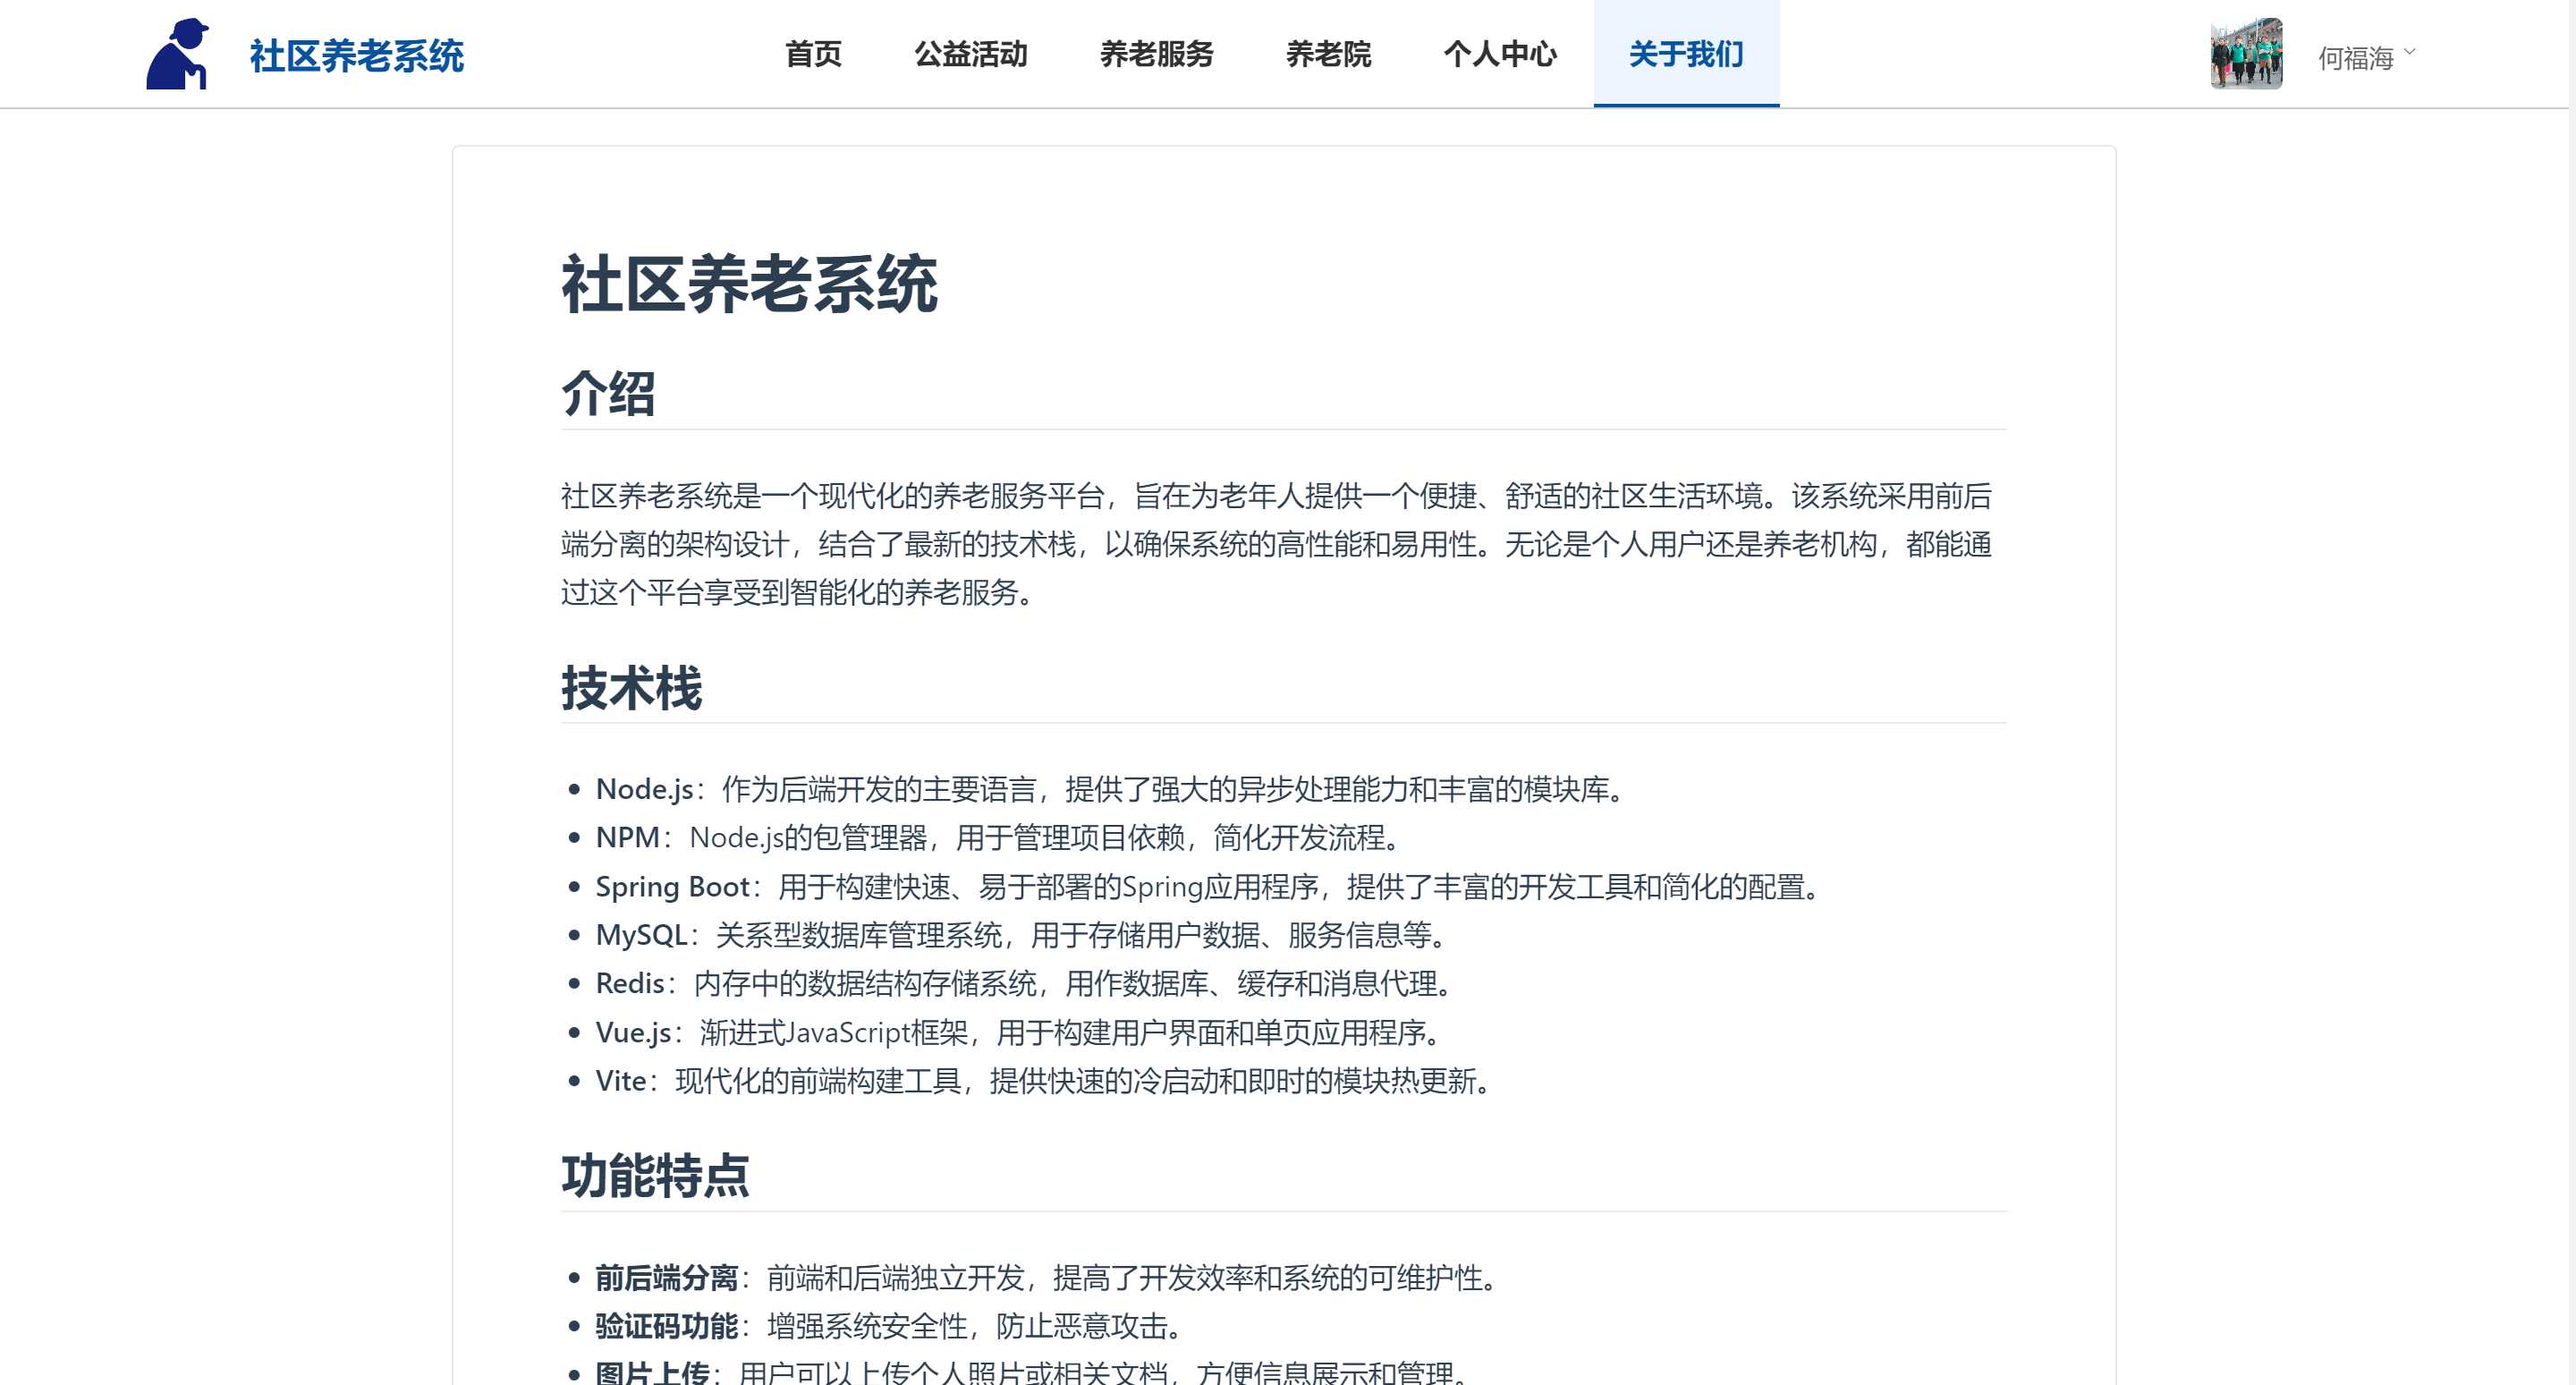 社区养老系统
首页 公益活动 养老服务 养老院 个人中心 关于我们
何福海
社区养老系统
介绍
社区养老系统是一个现代化的养老服务平台，旨在为老年人提供一个便捷、舒适的社区生活环境。该系统采用前后
端分离的架构设计，结合了最新的技术栈，以确保系统的高性能和易用性。无论是个人用户还是养老机构，都能通
过这个平台享受到智能化的养老服务。
技术栈
Node.js：作为后端开发的主要语言，提供了强大的异步处理能力和丰富的模块库。
NPM：Node.js的包管理器，用于管理项目依赖，简化开发流程。
Spring Boot：用于构建快速、易于部署的Spring应用程序，提供了丰富的开发工具和简化的配置。
MySQL：关系型数据库管理系统，用于存储用户数据、服务信息等。
Redis：内存中的数据结构存储系统，用作数据库、缓存和消息代理。
Vue.js：渐进式JavaScript框架，用于构建用户界面和单页应用程序。
Vite：现代化的前端构建工具，提供快速的冷启动和即时的模块热更新。
功能特点
前后端分离：前端和后端独立开发，提高了开发效率和系统的可维护性。
验证码功能：增强系统安全性，防止恶意攻击。
图片上传：用户可以上传个人照片或相关文档，方便信息展示和管理。